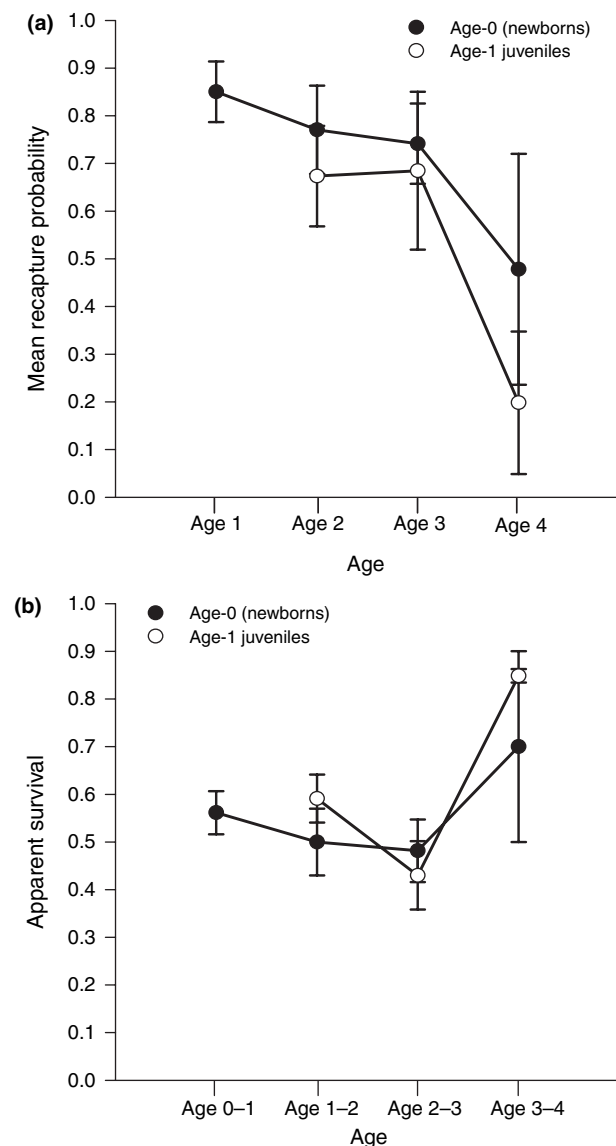 (a)
Age-0 (newborns)
Age-1 juveniles
1.0
0.9
0.8
0.7
0.6
0.5
0.4
0.3
0.2
0.1
0.0
Mean recapture probability
Age 1 Age 2 Age 3 Age 4
Age
(b)
Age-0 (newborns)
Age-1 juveniles
1.0
0.9
0.8
0.7
0.6
0.5
0.4
0.3
0.2
0.1
0.0
Apparent survival
Age 0–1 Age 1–2 Age 2–3 Age 3–4
Age